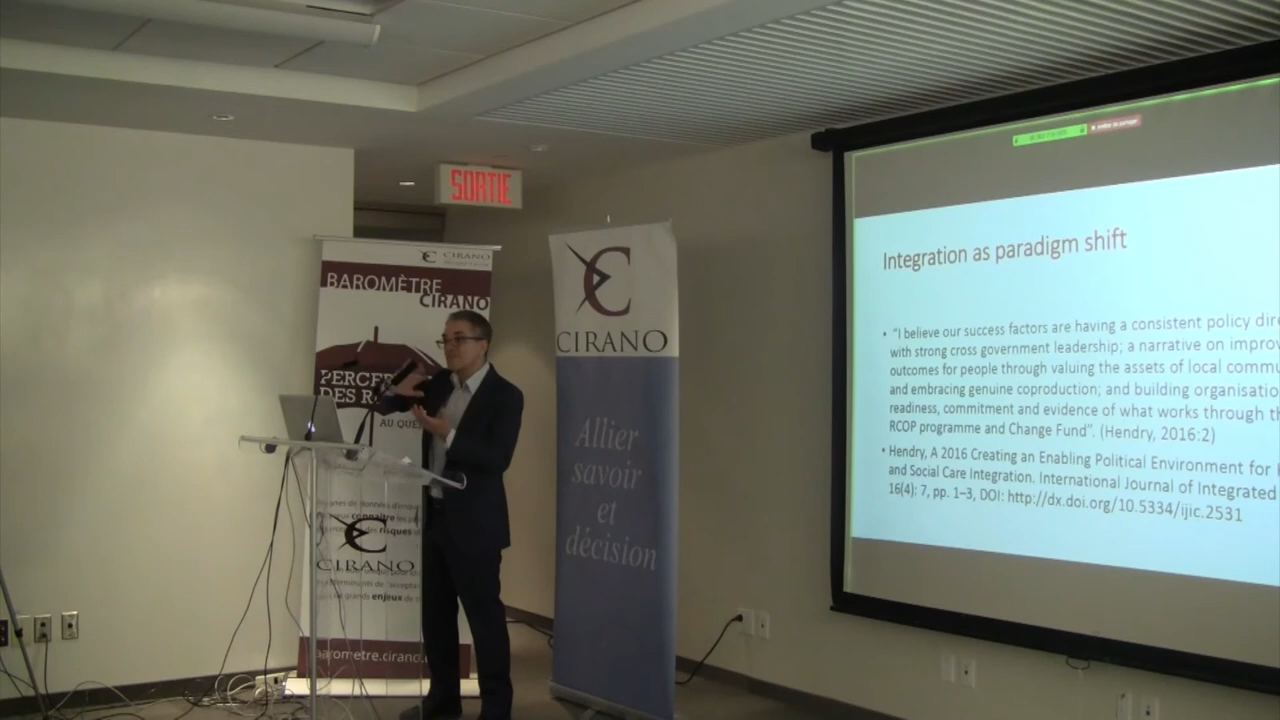 SORTIE
CIRANO
BAROMÈTRE
CIRANO
DES R
AU QUÉ
connaître
risques
CIRANO
enjeux
barometre.cirano.
CIRANO
Allier
savoir
et
décision
Integration as paradigm shift
• "I believe our success factors are having a consistent policy dire
with strong cross government leadership; a narrative on improv
outcomes for people through valuing the assets of local commu
and embracing genuine coproduction; and building organisatio
readiness, commitment and evidence of what works through th
RCOP programme and Change Fund". (Hendry, 2016:2)
• Hendry, A 2016 Creating an Enabling Political Environment for
and Social Care Integration. International Journal of Integrated
16(4): 7, pp. 1–3, DOI: http://dx.doi.org/10.5334/ijic.2531